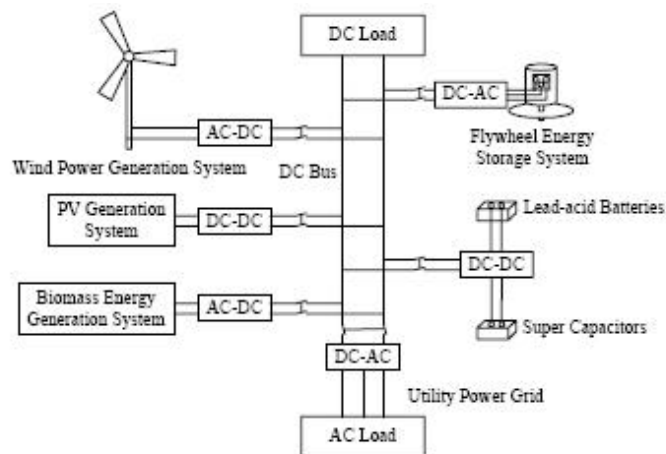 DC Load
DC-AC
AC-DC
Flywheel Energy
Storage System
Wind Power Generation System
DC Bus
PV Generation
System
DC-DC
Lead-acid Batteries
DC-DC
Biomass Energy
Generation System
AC-DC
Super Capacitors
DC-AC
Utility Power Grid
AC Load